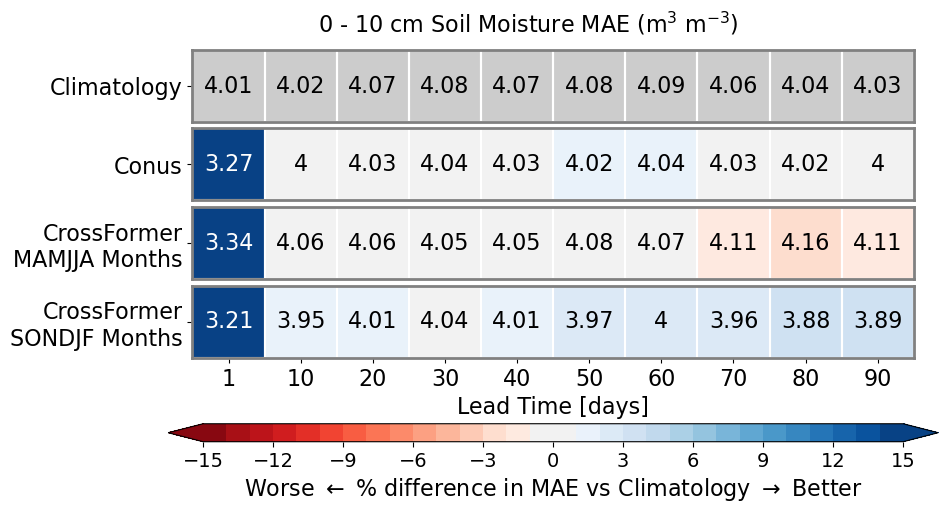 0 - 10 cm Soil Moisture MAE (m³ m⁻³)
Climatology 4.01 4.02 4.07 4.08 4.07 4.08 4.09 4.06 4.04 4.03
Conus 3.27 4 4.03 4.04 4.03 4.02 4.04 4.03 4.02 4
CrossFormer
MAMJJA Months 3.34 4.06 4.06 4.05 4.05 4.08 4.07 4.11 4.16 4.11
CrossFormer
SONDJF Months 3.21 3.95 4.01 4.04 4.01 3.97 4 3.96 3.88 3.89
1 10 20 30 40 50 60 70 80 90
Lead Time [days]
−15 −12 −9 −6 −3 0 3 6 9 12 15
Worse ← % difference in MAE vs Climatology → Better